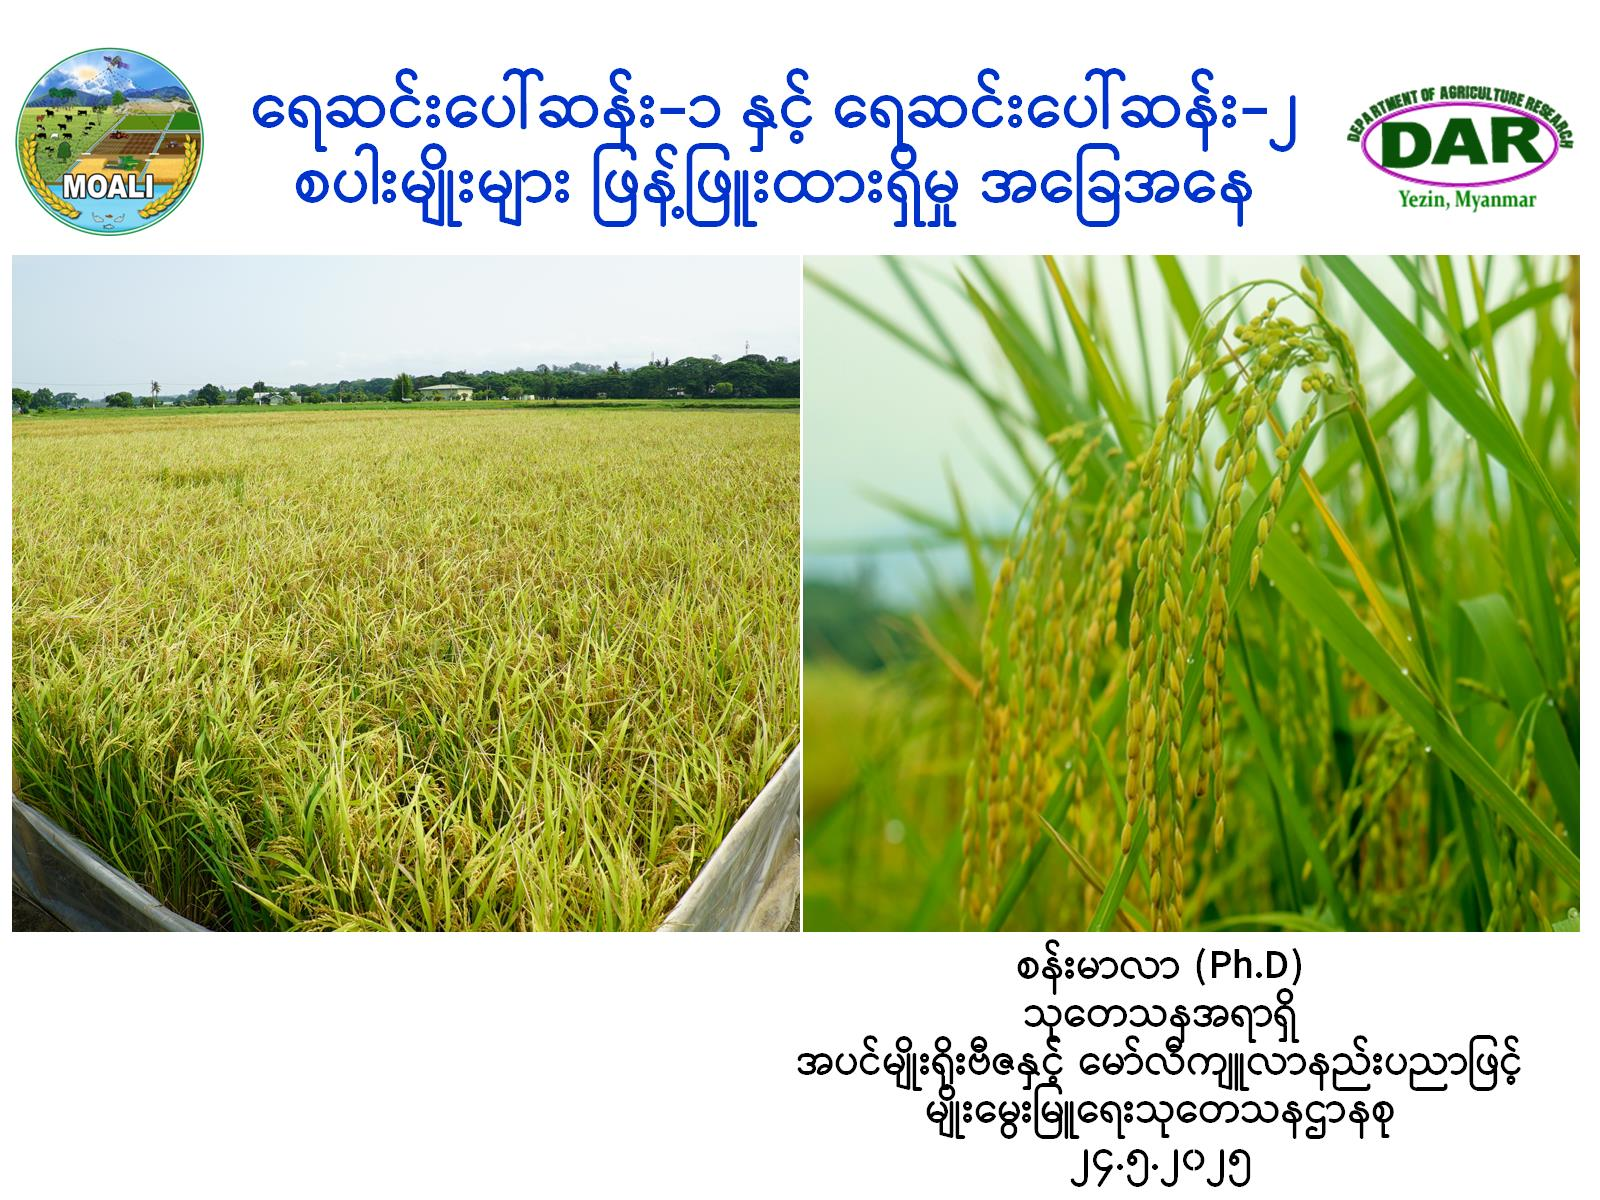 ရေဆင်းပေါ်ဆန်း-၁ နှင့် ရေဆင်းပေါ်ဆန်း-၂
စပါးမျိုးများ ဖြန့်ဖြူးထားရှိမှု အခြေအနေ
MOALI
DEPARTMENT OF AGRICULTURE RESEARCH
DAR
Yezin, Myanmar
စန်းမာလာ (Ph.D)
သုတေသနအရာရှိ
အပင်မျိုးရိုးဗီဇနှင့် မော်လီကျူလာနည်းပညာဖြင့်
မျိုးမွေးမြူရေးသုတေသနဌာနစု
၂၄.၅.၂၀၂၅